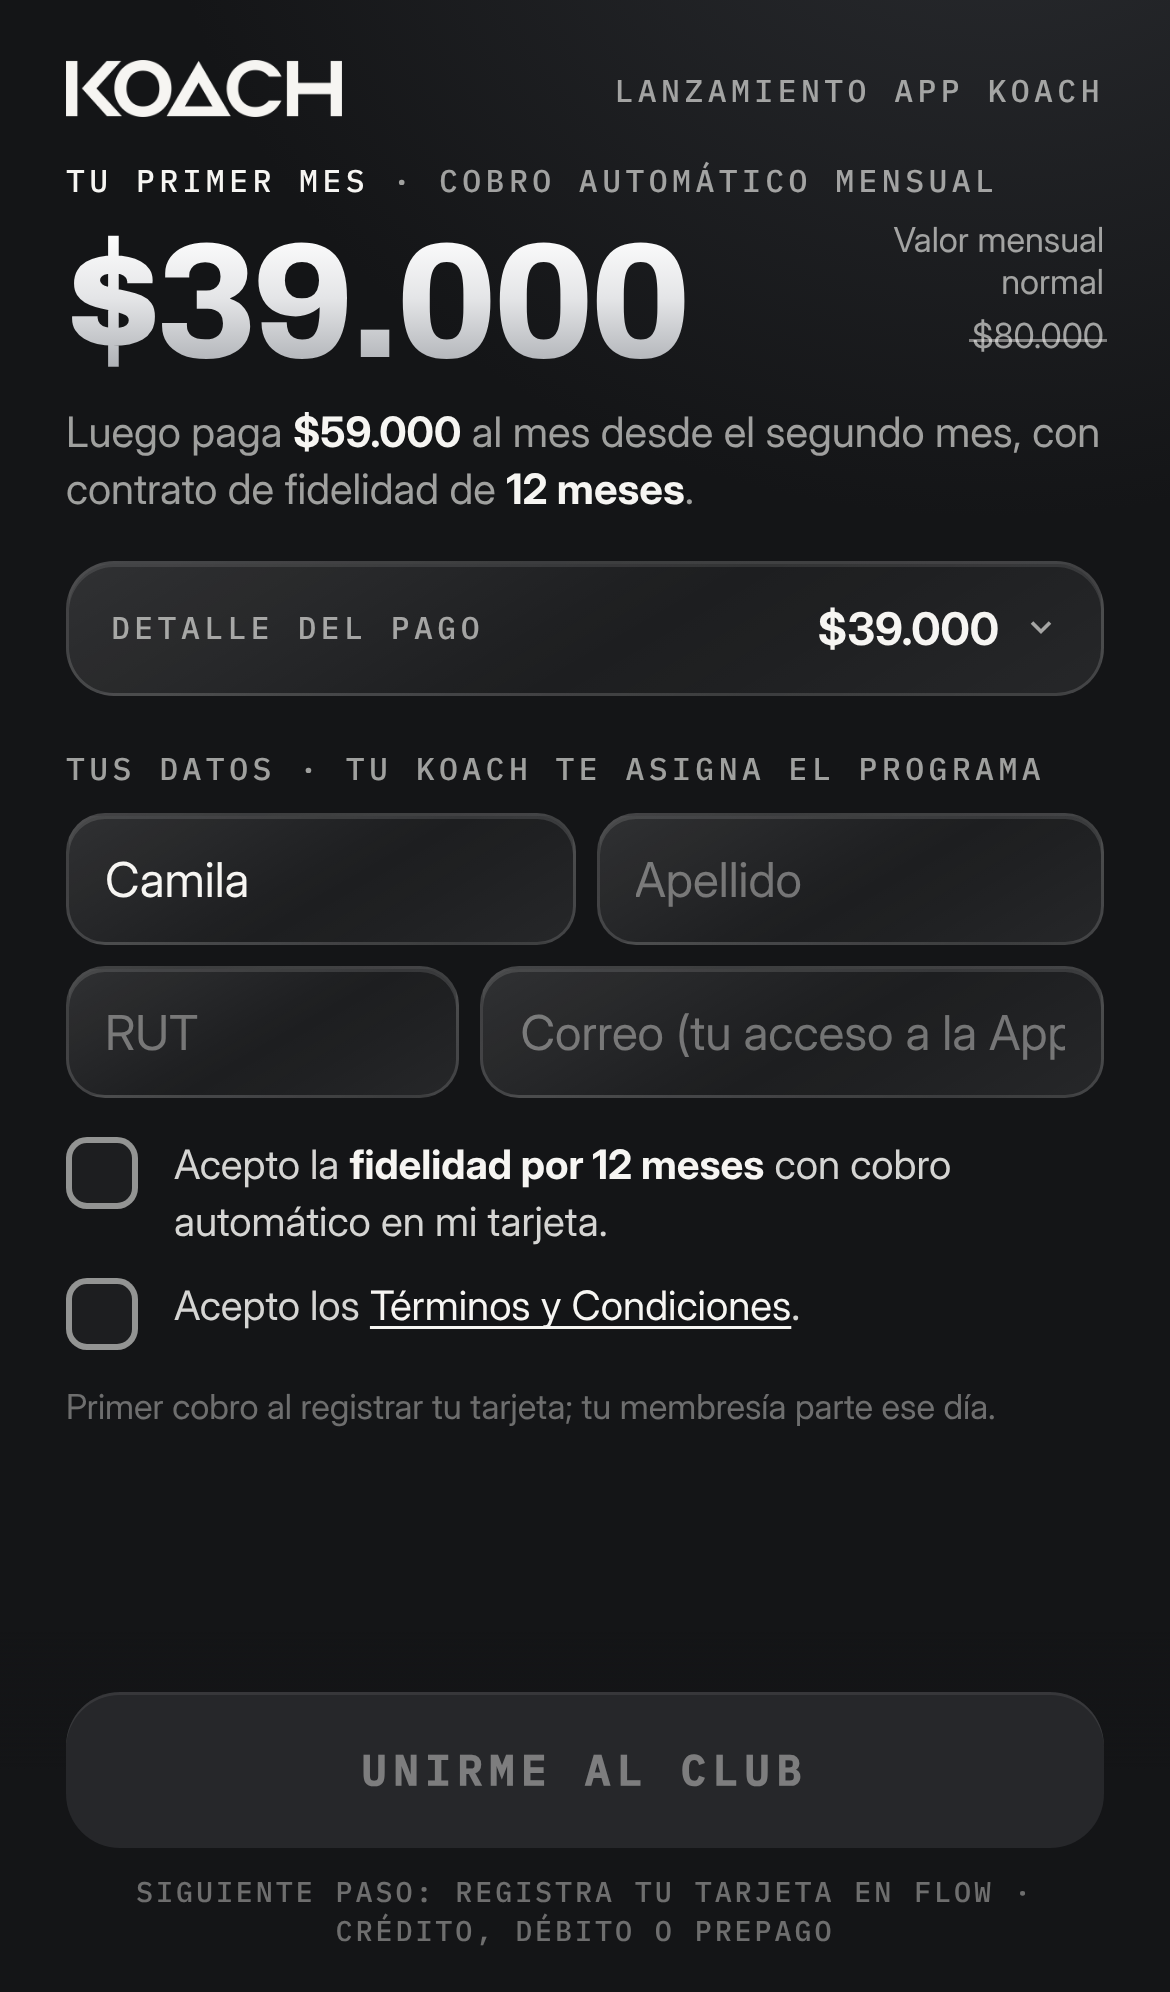 KOACH
LANZAMIENTO APP KOACH
TU PRIMER MES · COBRO AUTOMÁTICO MENSUAL
$39.000
Valor mensual
normal
$80.000
Luego paga $59.000 al mes desde el segundo mes, con
contrato de fidelidad de 12 meses.
DETALLE DEL PAGO $39.000
TUS DATOS · TU KOACH TE ASIGNA EL PROGRAMA
Camila
Apellido
RUT
Correo (tu acceso a la App
Acepto la fidelidad por 12 meses con cobro
automático en mi tarjeta.
Acepto los Términos y Condiciones.
Primer cobro al registrar tu tarjeta; tu membresía parte ese día.
UNIRME AL CLUB
SIGUIENTE PASO: REGISTRA TU TARJETA EN FLOW ·
CRÉDITO, DÉBITO O PREPAGO